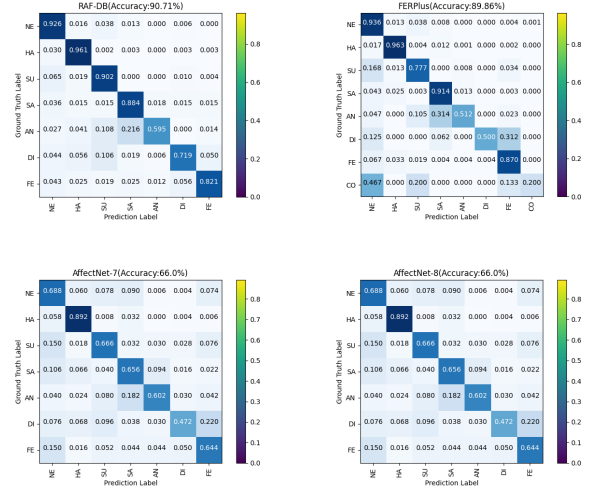 RAF-DB(Accuracy:90.71%)
Ground Truth Label
NE 0.926 0.013 0.038 0.013 0.000 0.006 0.000
HA 0.030 0.961 0.001 0.003 0.002 0.003 0.000
SU 0.065 0.019 0.902 0.000 0.000 0.010 0.004
SA 0.036 0.015 0.015 0.884 0.018 0.015 0.015
AN 0.027 0.041 0.108 0.216 0.595 0.000 0.014
DI 0.044 0.056 0.106 0.019 0.006 0.719 0.050
FE 0.043 0.025 0.019 0.025 0.012 0.056 0.821
NE HA SU SA AN DI FE
Prediction Label
0.8
0.6
0.4
0.2
0.0
FERPlus(Accuracy:89.86%)
Ground Truth Label
NE 0.936 0.013 0.008 0.038 0.000 0.000 0.004 0.001
HA 0.017 0.963 0.013 0.004 0.002 0.000 0.000 0.000
SU 0.168 0.013 0.777 0.008 0.000 0.000 0.034 0.000
SA 0.043 0.025 0.003 0.914 0.013 0.000 0.003 0.000
AN 0.000 0.047 0.105 0.314 0.512 0.000 0.023 0.000
DI 0.125 0.000 0.000 0.062 0.000 0.500 0.312 0.000
FE 0.067 0.033 0.019 0.004 0.004 0.004 0.870 0.000
CO 0.467 0.000 0.200 0.000 0.000 0.000 0.133 0.200
NE HA SU SA AN DI FE CO
Prediction Label
0.8
0.6
0.4
0.2
0.0
AffectNet-7(Accuracy:66.0%)
Ground Truth Label
NE 0.688 0.060 0.078 0.090 0.006 0.004 0.074
HA 0.058 0.892 0.008 0.032 0.000 0.004 0.006
SU 0.150 0.018 0.666 0.032 0.030 0.028 0.076
SA 0.106 0.066 0.040 0.656 0.094 0.016 0.022
AN 0.040 0.024 0.080 0.182 0.602 0.030 0.042
DI 0.076 0.068 0.096 0.038 0.030 0.472 0.220
FE 0.150 0.016 0.052 0.044 0.044 0.050 0.644
NE HA SU SA AN DI FE
Prediction Label
0.8
0.7
0.6
0.5
0.4
0.3
0.2
0.1
0.0
AffectNet-8(Accuracy:66.0%)
Ground Truth Label
NE 0.688 0.060 0.078 0.090 0.006 0.004 0.074
HA 0.058 0.892 0.008 0.032 0.000 0.004 0.006
SU 0.150 0.018 0.666 0.032 0.030 0.028 0.076
SA 0.106 0.066 0.040 0.656 0.094 0.016 0.022
AN 0.040 0.024 0.080 0.182 0.602 0.030 0.042
DI 0.076 0.068 0.096 0.038 0.030 0.472 0.220
FE 0.150 0.016 0.052 0.044 0.044 0.050 0.644
NE HA SU SA AN DI FE
Prediction Label
0.8
0.7
0.6
0.5
0.4
0.3
0.2
0.1
0.0